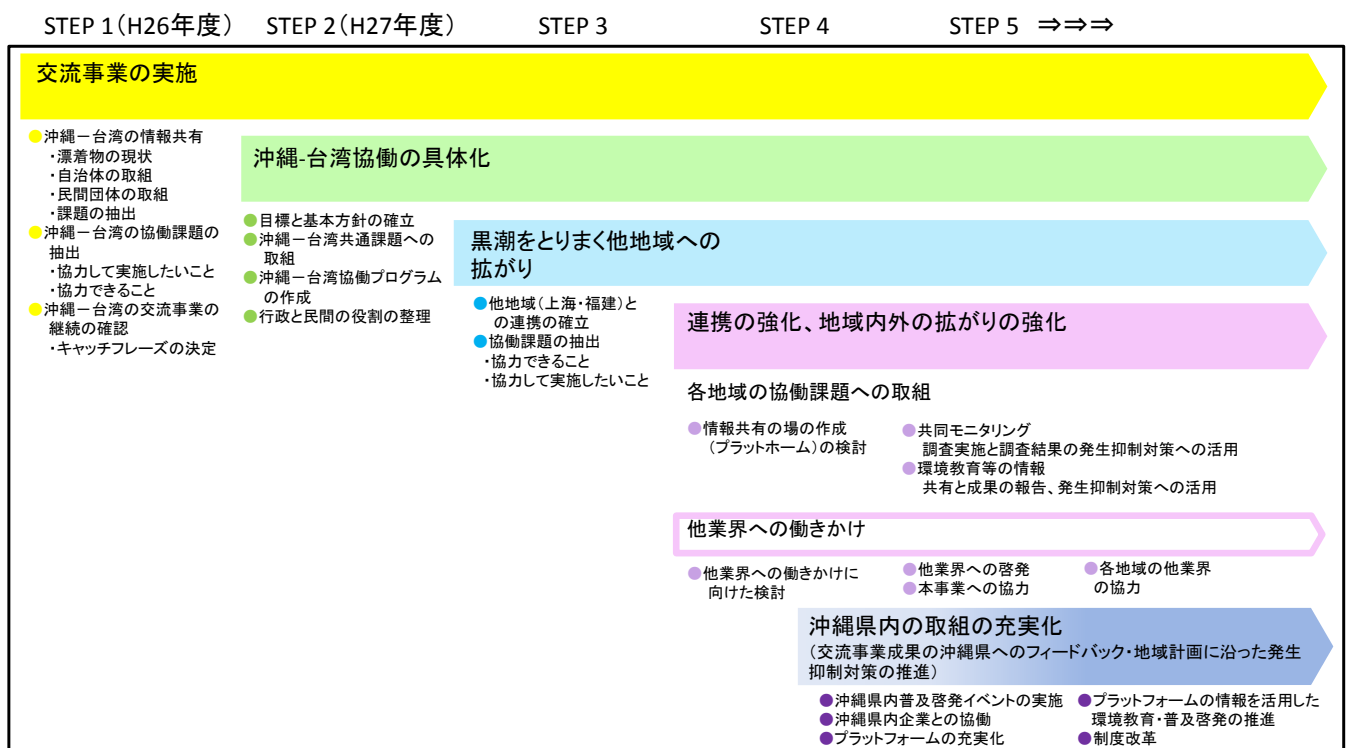 STEP 1（H26年度） STEP 2（H27年度） STEP 3 STEP 4 STEP 5 ⇒⇒⇒
交流事業の実施
●沖縄－台湾の情報共有
・漂着物の現状
・自治体の取組
・民間団体の取組
・課題の抽出
●沖縄－台湾の協働課題の
抽出
・協力して実施したいこと
・協力できること
●沖縄－台湾の交流事業の
継続の確認
・キャッチフレーズの決定
沖縄-台湾協働の具体化
●目標と基本方針の確立
●沖縄－台湾共通課題への
取組
●沖縄－台湾協働プログラム
の作成
●行政と民間の役割の整理
黒潮をとりまく他地域への
拡がり
●他地域（上海・福建）と
の連携の確立
●協働課題の抽出
・協力できること
・協力して実施したいこと
連携の強化、地域内外の拡がりの強化
各地域の協働課題への取組
●情報共有の場の作成
（プラットホーム）の検討
●共同モニタリング
調査実施と調査結果の発生抑制対策への活用
●環境教育等の情報
共有と成果の報告、発生抑制対策への活用
他業界への働きかけ
●他業界への働きかけに
向けた検討
●他業界への啓発
●本事業への協力
●各地域の他業界
の協力
沖縄県内の取組の充実化
（交流事業成果の沖縄県へのフィードバック・地域計画に沿った発生
抑制対策の推進）
●沖縄県内普及啓発イベントの実施
●沖縄県内企業との協働
●プラットフォームの充実化
●プラットフォームの情報を活用した
環境教育・普及啓発の推進
●制度改革